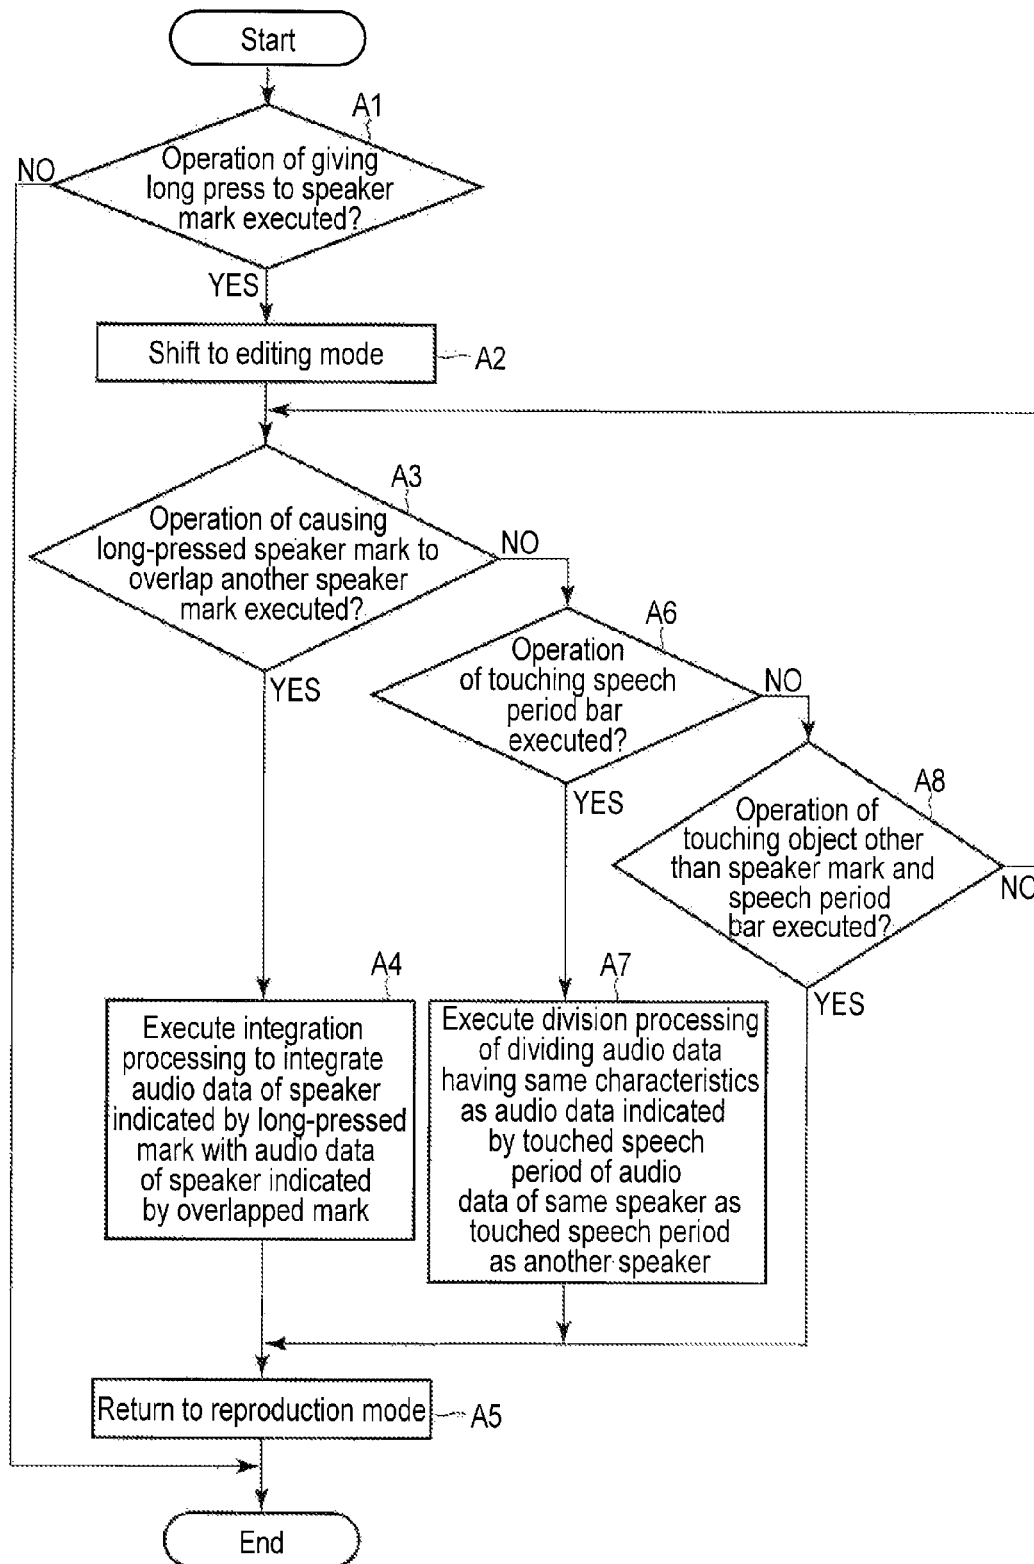 Start
A1
Operation of giving
long press to speaker
mark executed?
NO
YES
Shift to editing mode
A2
A3
Operation of causing
long-pressed speaker mark to
overlap another speaker
mark executed?
NO
YES
A6
Operation
of touching speech
period bar
executed?
NO
YES
A8
Operation of
touching object other
than speaker mark and
speech period
bar executed?
NO
YES
A4
Execute integration
processing to integrate
audio data of speaker
indicated by long-pressed
mark with audio data
of speaker indicated
by overlapped mark
A7
Execute division processing
of dividing audio data
having same characteristics
as audio data indicated
by touched speech
period of audio
data of same speaker as
touched speech period
as another speaker
Return to reproduction mode
A5
End